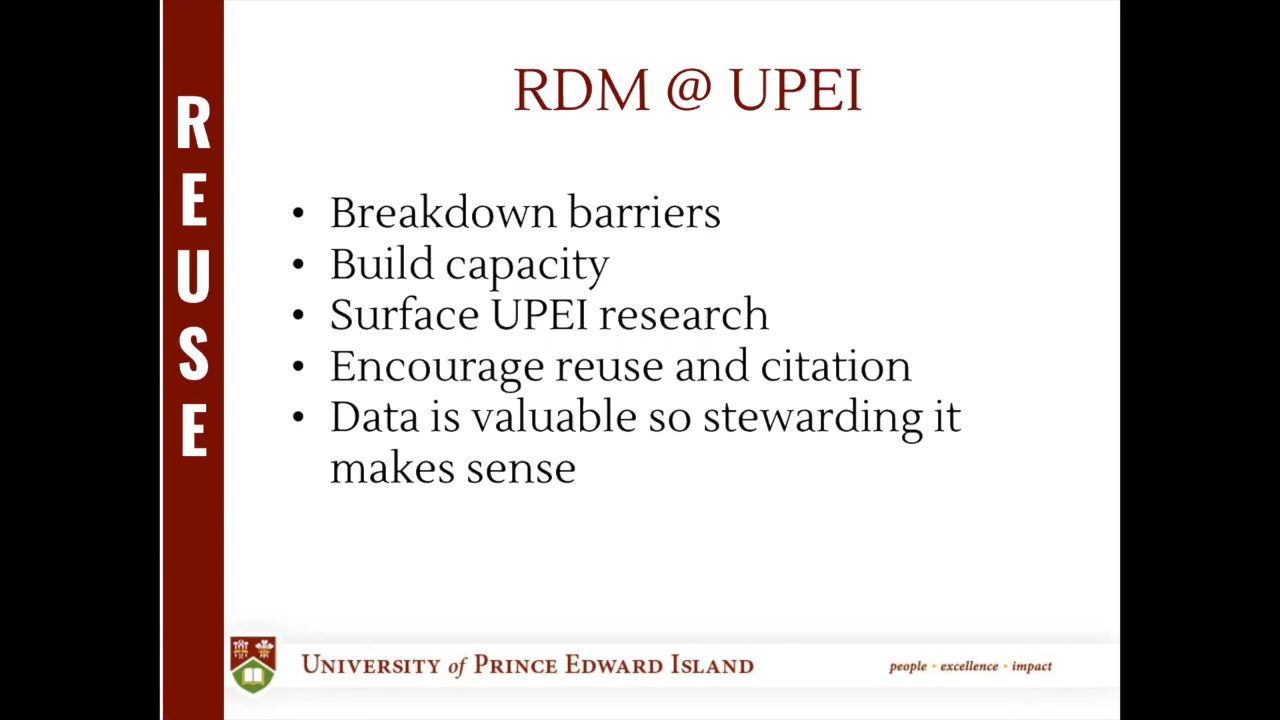 REUSE
RDM @ UPEI
• Breakdown barriers
• Build capacity
• Surface UPEI research
• Encourage reuse and citation
• Data is valuable so stewarding it
makes sense
UNIVERSITY of PRINCE EDWARD ISLAND
people • excellence • impact